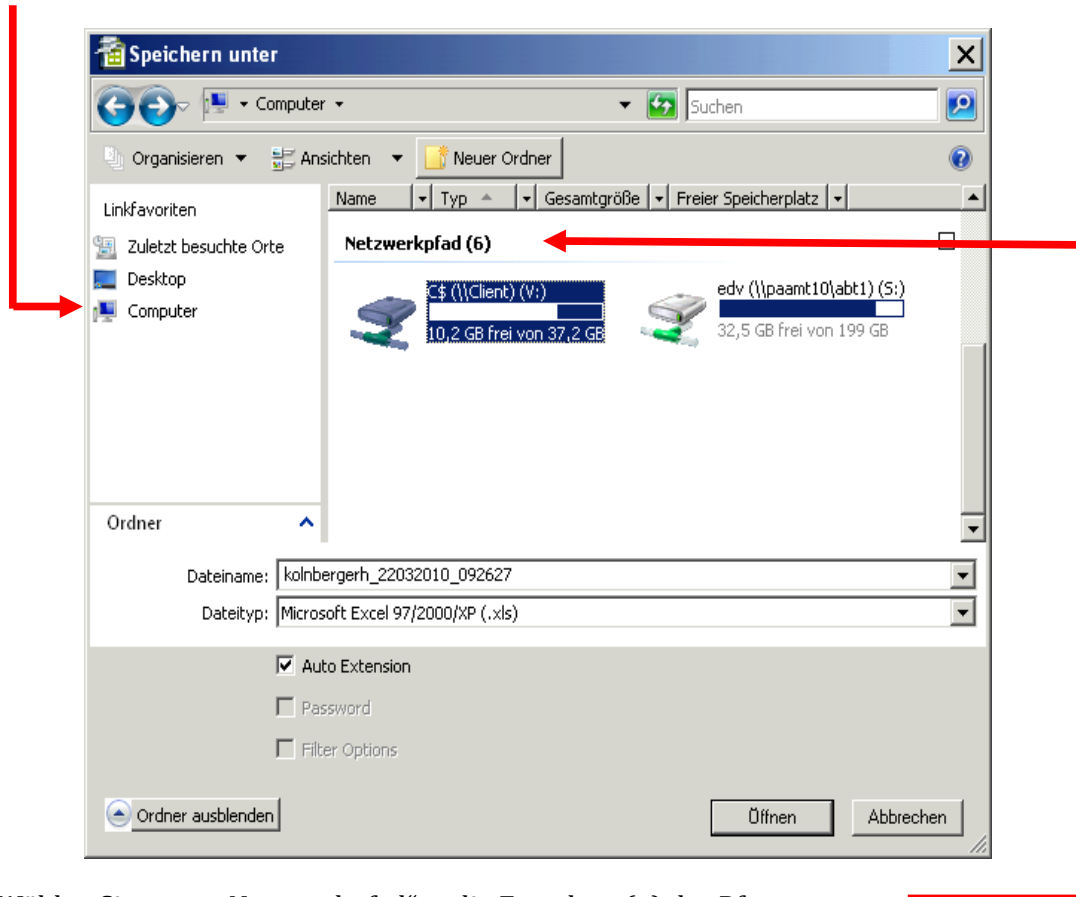 Speichern unter
Computer
Suchen
Organisieren
Ansichten
Neuer Ordner
Linkfavoriten
Zuletzt besuchte Orte
Desktop
Computer
Ordner
Name Typ Gesamtgröße Freier Speicherplatz
Netzwerkpfad (6)
C$ (\\Client) (V:)
10,2 GB frei von 37,2 GB
edv (\\paamt10\abt1) (S:)
32,5 GB frei von 199 GB
Dateiname: kolnbergerh_22032010_092627
Dateityp: Microsoft Excel 97/2000/XP (.xls)
Auto Extension
Password
Filter Options
Ordner ausblenden
Öffnen
Abbrechen